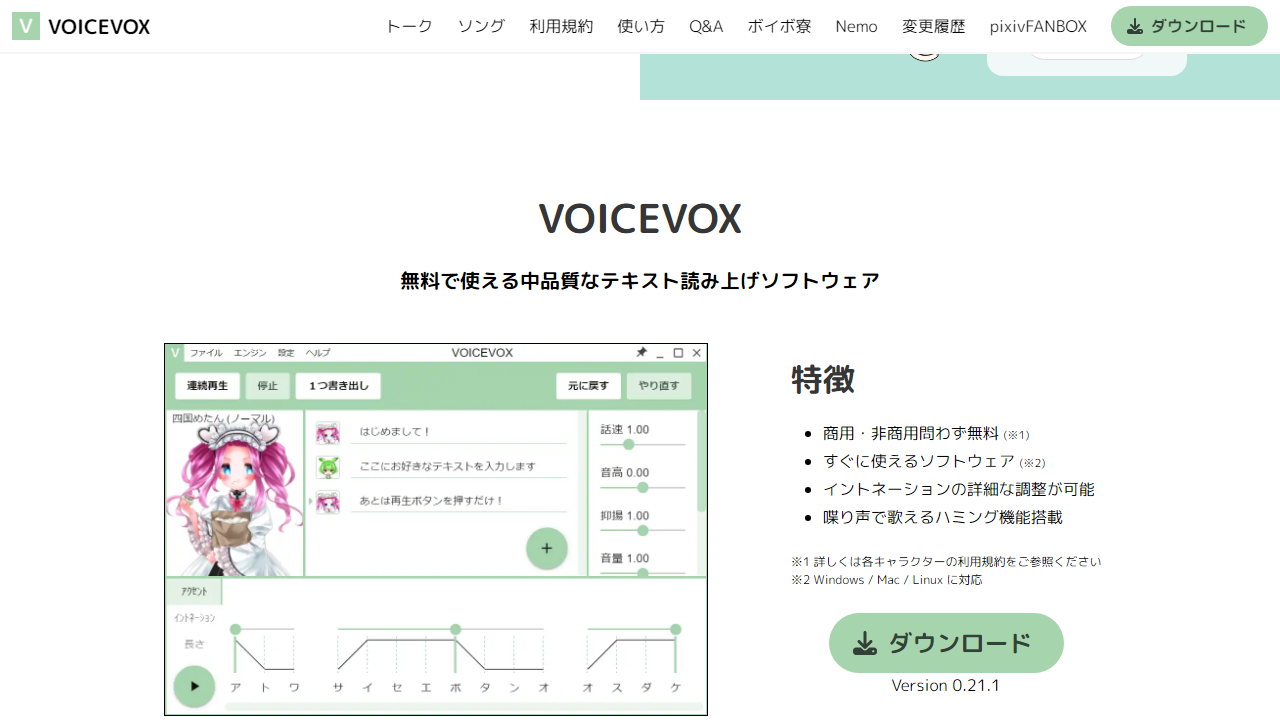 V VOICEVOX トーク ソング 利用規約 使い方 Q&A ボイボ寮 Nemo 変更履歴 pixivFANBOX ダウンロード
VOICEVOX
無料で使える中品質なテキスト読み上げソフトウェア
V ファイル エンジン 設定 ヘルプ VOICEVOX
連続再生 停止 1つ書き出し 元に戻す やり直す
四国めたん (ノーマル)
はじめまして!
ここにお好きなテキストを入力します
あとは再生ボタンを押すだけ!
話速 1.00
音高 0.00
抑揚 1.00
音量 1.00
アクセント
イントネーション
長さ
ア ト ワ サ イ セ エ ボ タ ン オ オ ス ダ ケ
特徴
商用・非商用問わず無料 (※1)
すぐに使えるソフトウェア (※2)
イントネーションの詳細な調整が可能
喋り声で歌えるハミング機能搭載
※1 詳しくは各キャラクターの利用規約をご参照ください
※2 Windows / Mac / Linux に対応
ダウンロード
Version 0.21.1